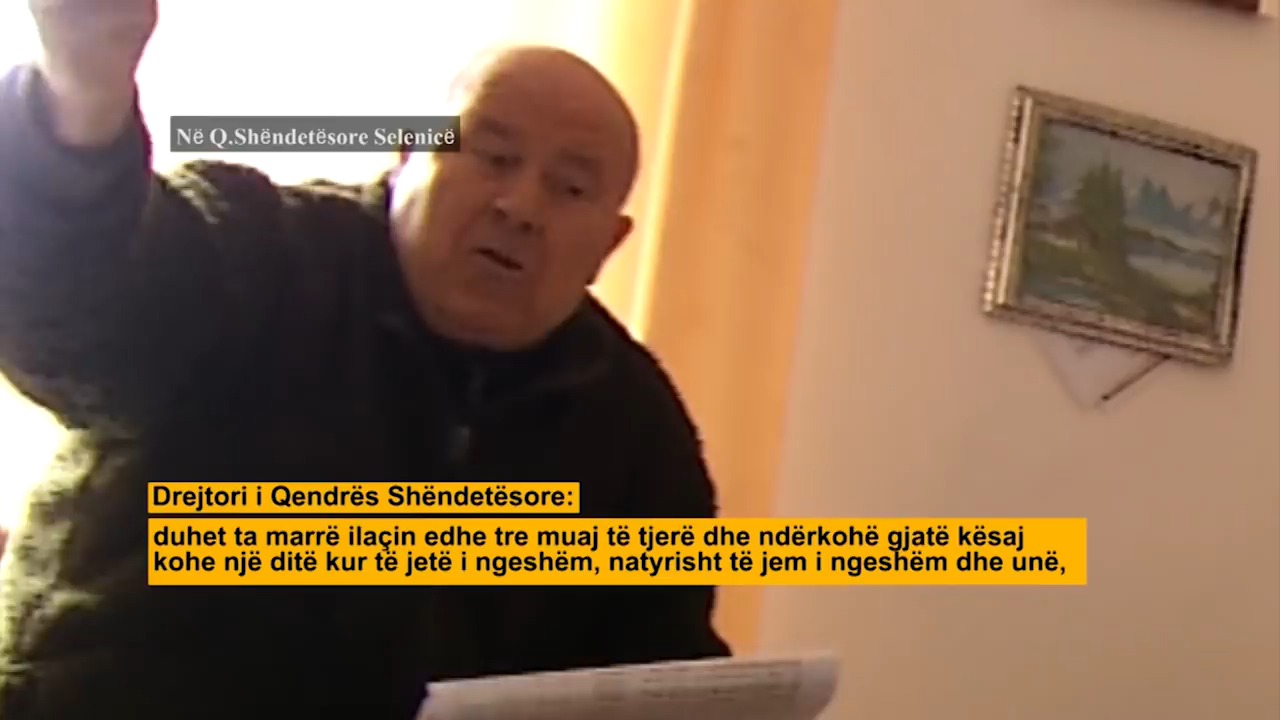 Në Q.Shëndetësore Selenicë
Drejtori i Qendrës Shëndetësore:
duhet ta marrë ilaçin edhe tre muaj të tjerë dhe ndërkohë gjatë kësaj
kohe një ditë kur të jetë i ngeshëm, natyrisht të jem i ngeshëm dhe unë,